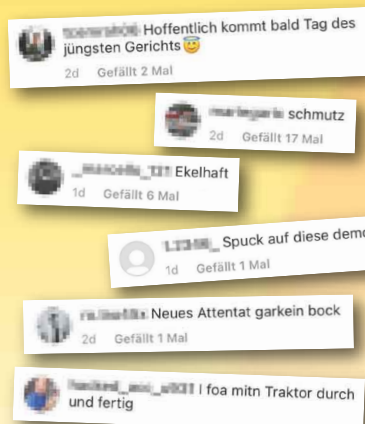 Hoffentlich kommt bald Tag des
jüngsten Gerichts😇
2d Gefällt 2 Mal
schmutz
2d Gefällt 17 Mal
Ekelhaft
1d Gefällt 6 Mal
Spuck auf diese demo
1d Gefällt 1 Mal
Neues Attentat garkein bock
2d Gefällt 1 Mal
I foa mitn Traktor durch
und fertig